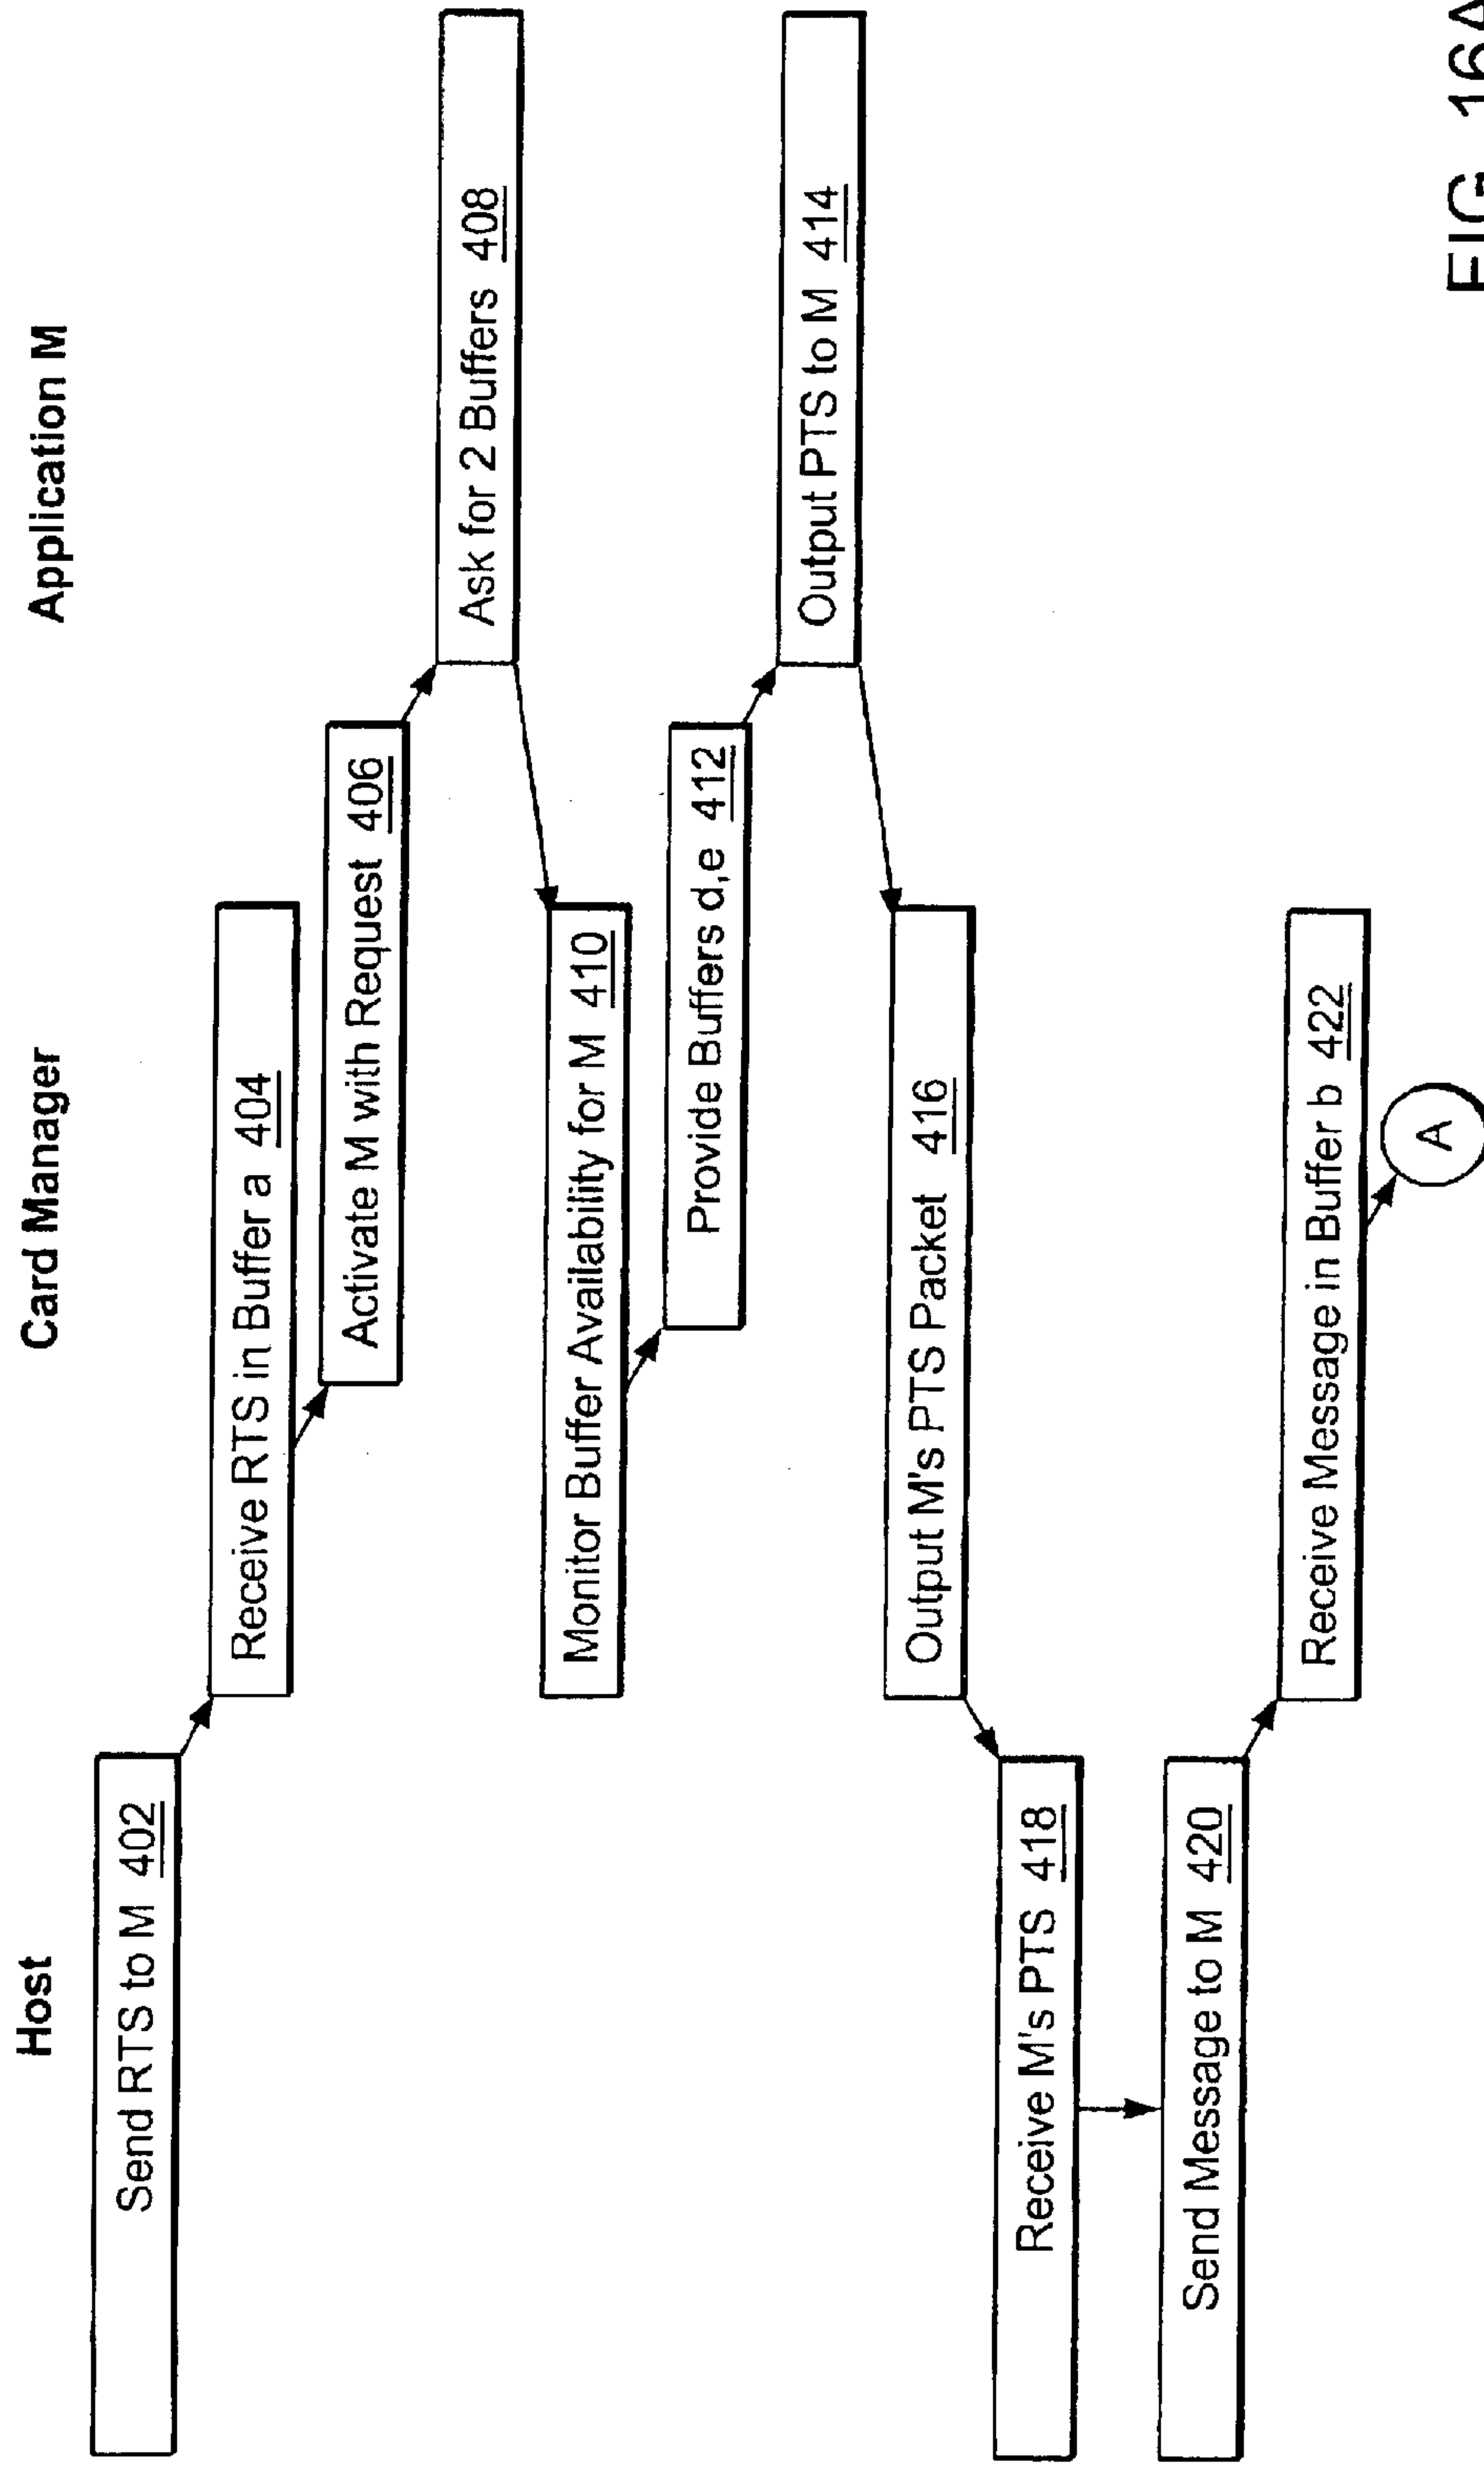 Host
Card Manager
Application M
Send RTS to M 402
Receive RTS in Buffer a 404
Activate M with Request 406
Ask for 2 Buffers 408
Monitor Buffer Availability for M 410
Provide Buffers d,e 412
Output PTS to M 414
Output M's PTS Packet 416
Receive M's PTS 418
Send Message to M 420
Receive Message in Buffer b 422
A
FIG. 16A